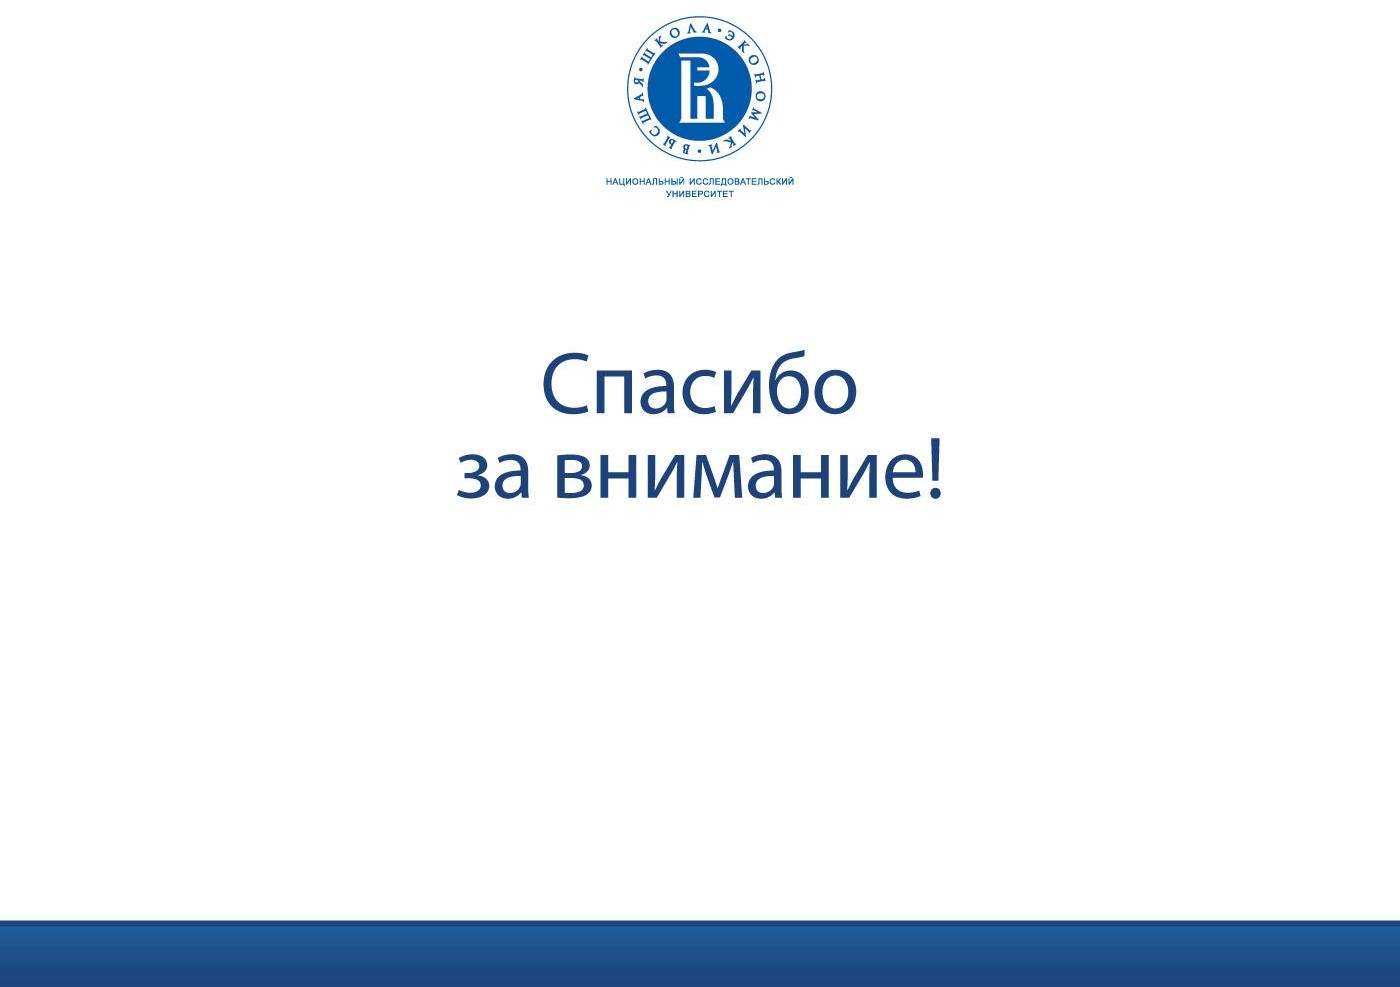 ВЫСШАЯ • ШКОЛА • ЭКОНОМИКИ •
НАЦИОНАЛЬНЫЙ ИССЛЕДОВАТЕЛЬСКИЙ
УНИВЕРСИТЕТ
Спасибо
за внимание!